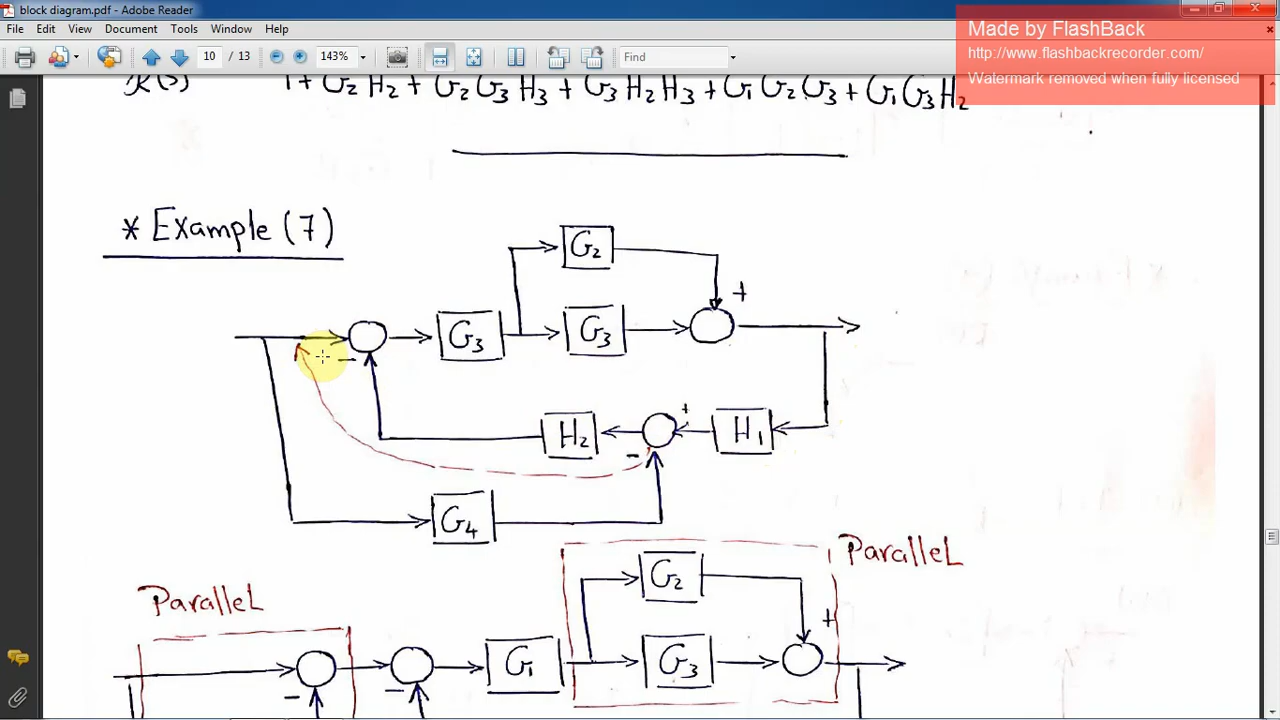 block diagram.pdf - Adobe Reader
File Edit View Document Tools Window Help
Made by FlashBack
http://www.flashbackrecorder.com/
Watermark removed when fully licensed
10 / 13 143% Find
R(s) 1 + G2 H2 + G2 G3 H3 + G3 H2 H3 + G1 G2 G3 + G1 G3 H2
* Example (7)
G2
+
G3 G3
-
H2 + H1
-
G4
Parallel
G2
Parallel
+
G1 G3
- -